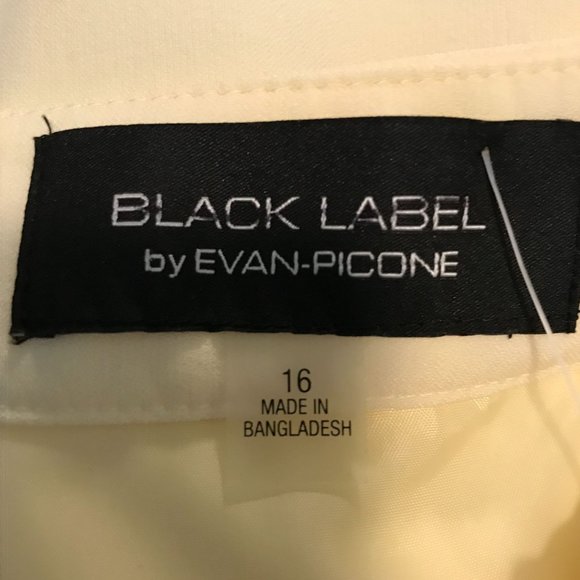 BLACK LABEL
by EVAN-PICONE
16
MADE IN
BANGLADESH